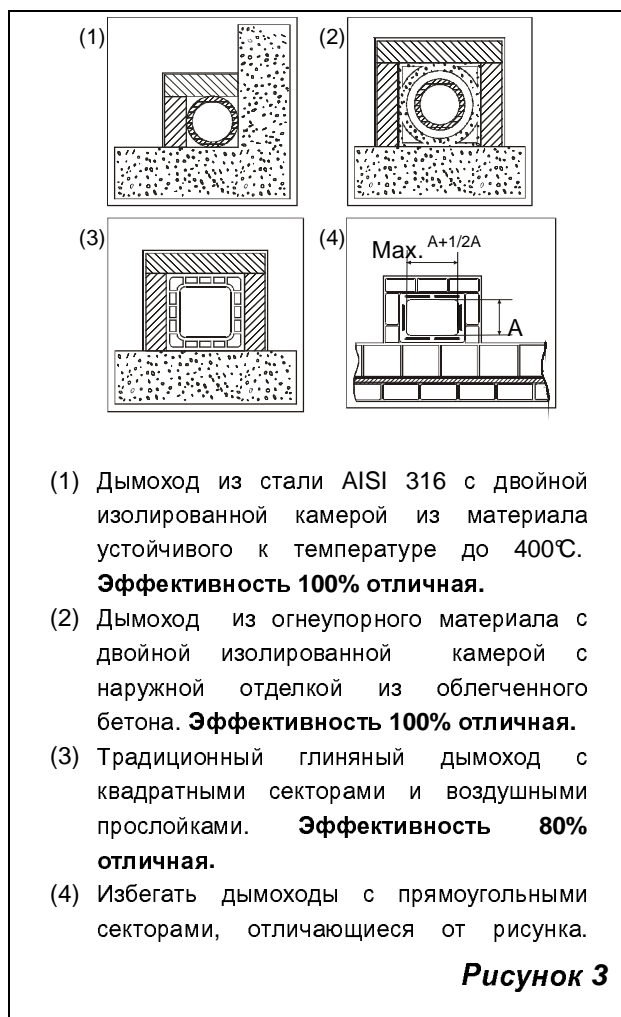 (1)
(2)
(3)
(4)
Max. A+1/2A
A
(1) Дымоход из стали AISI 316 с двойной
изолированной камерой из материала
устойчивого к температуре до 400℃.
Эффективность 100% отличная.
(2) Дымоход из огнеупорного материала с
двойной изолированной камерой с
наружной отделкой из облегченного
бетона. Эффективность 100% отличная.
(3) Традиционный глиняный дымоход с
квадратными секторами и воздушными
прослойками. Эффективность 80%
отличная.
(4) Избегать дымоходы с прямоугольными
секторами, отличающиеся от рисунка.
Рисунок 3